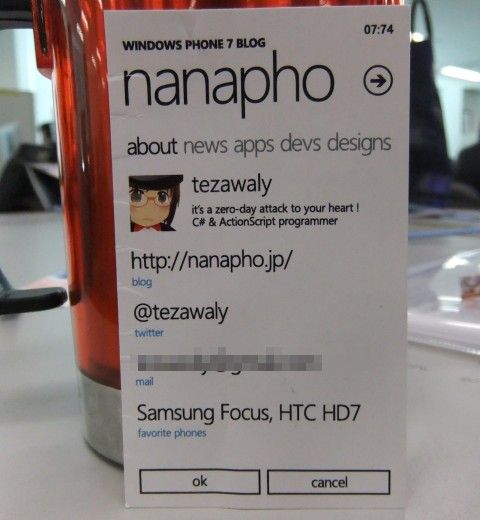 07:74
WINDOWS PHONE 7 BLOG
nanapho
about news apps devs designs
tezawaly
it's a zero-day attack to your heart !
C# & ActionScript programmer
http://nanapho.jp/
blog
@tezawaly
twitter
mail
Samsung Focus, HTC HD7
favorite phones
ok
cancel